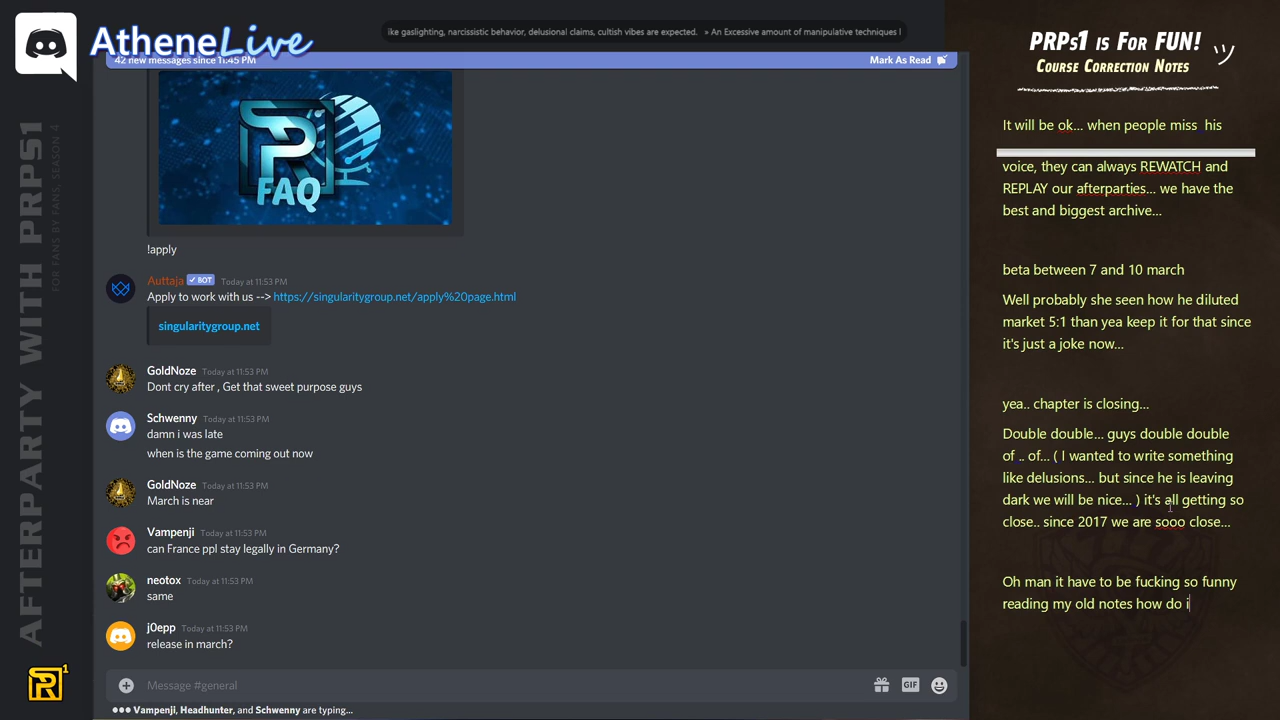 AtheneLive
ike gaslighting, narcissistic behavior, delusional claims, cultish vibes are expected.   » An Excessive amount of manipulative techniques l
42 new messages since 11:45 PM
Mark As Read
FAQ
!apply
Auttaja ✓ BOT Today at 11:53 PM
Apply to work with us --> https://singularitygroup.net/apply%20page.html
singularitygroup.net
GoldNoze Today at 11:53 PM
Dont cry after , Get that sweet purpose guys
Schwenny Today at 11:53 PM
damn i was late
when is the game coming out now
GoldNoze Today at 11:53 PM
March is near
Vampenji Today at 11:53 PM
can France ppl stay legally in Germany?
neotox Today at 11:53 PM
same
j0epp Today at 11:53 PM
release in march?
Message #general
GIF
Vampenji, Headhunter, and Schwenny are typing...
AFTERPARTY WITH PRPS1
FOR FANS BY FANS, SEASON 4
R1
PRPs1 is For FUN! ツ
Course Correction Notes
It will be ok... when people miss  his
voice, they can always REWATCH and
REPLAY our afterparties... we have the
best and biggest archive...
beta between 7 and 10 march
Well probably she seen how he diluted
market 5:1 than yea keep it for that since
it's just a joke now...
yea.. chapter is closing...
Double double... guys double double
of .. of... ( I wanted to write something
like delusions... but since he is leaving
dark we will be nice... ) it's all getting so
close.. since 2017 we are sooo close...
Oh man it have to be fucking so funny
reading my old notes how do i